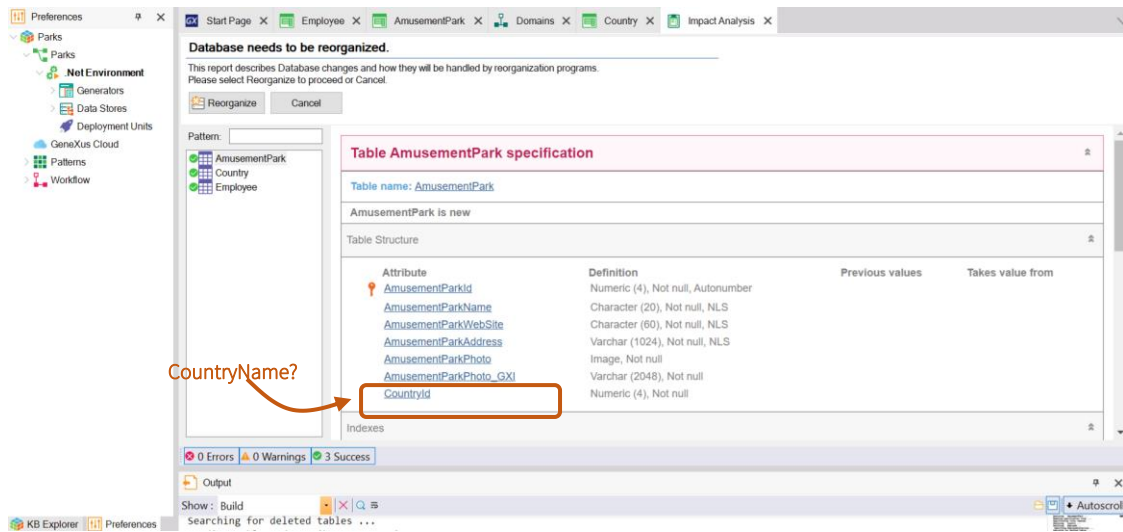 Preferences
Parks
Parks
.Net Environment
Generators
Data Stores
Deployment Units
GeneXus Cloud
Patterns
Workflow
KB Explorer Preferences
GX Start Page Employee AmusementPark Domains Country Impact Analysis
Database needs to be reorganized.
This report describes Database changes and how they will be handled by reorganization programs.
Please select Reorganize to proceed or Cancel.
Reorganize Cancel
Pattern:
AmusementPark
Country
Employee
Table AmusementPark specification
Table name: AmusementPark
AmusementPark is new
Table Structure
Attribute Definition Previous values Takes value from
AmusementParkId Numeric (4), Not null, Autonumber
AmusementParkName Character (20), Not null, NLS
AmusementParkWebSite Character (60), Not null, NLS
AmusementParkAddress Varchar (1024), Not null, NLS
AmusementParkPhoto Image, Not null
AmusementParkPhoto_GXI Varchar (2048), Not null
CountryId Numeric (4), Not null
CountryName?
Indexes
0 Errors 0 Warnings 3 Success
Output
Show: Build Autoscroll
Searching for deleted tables ...